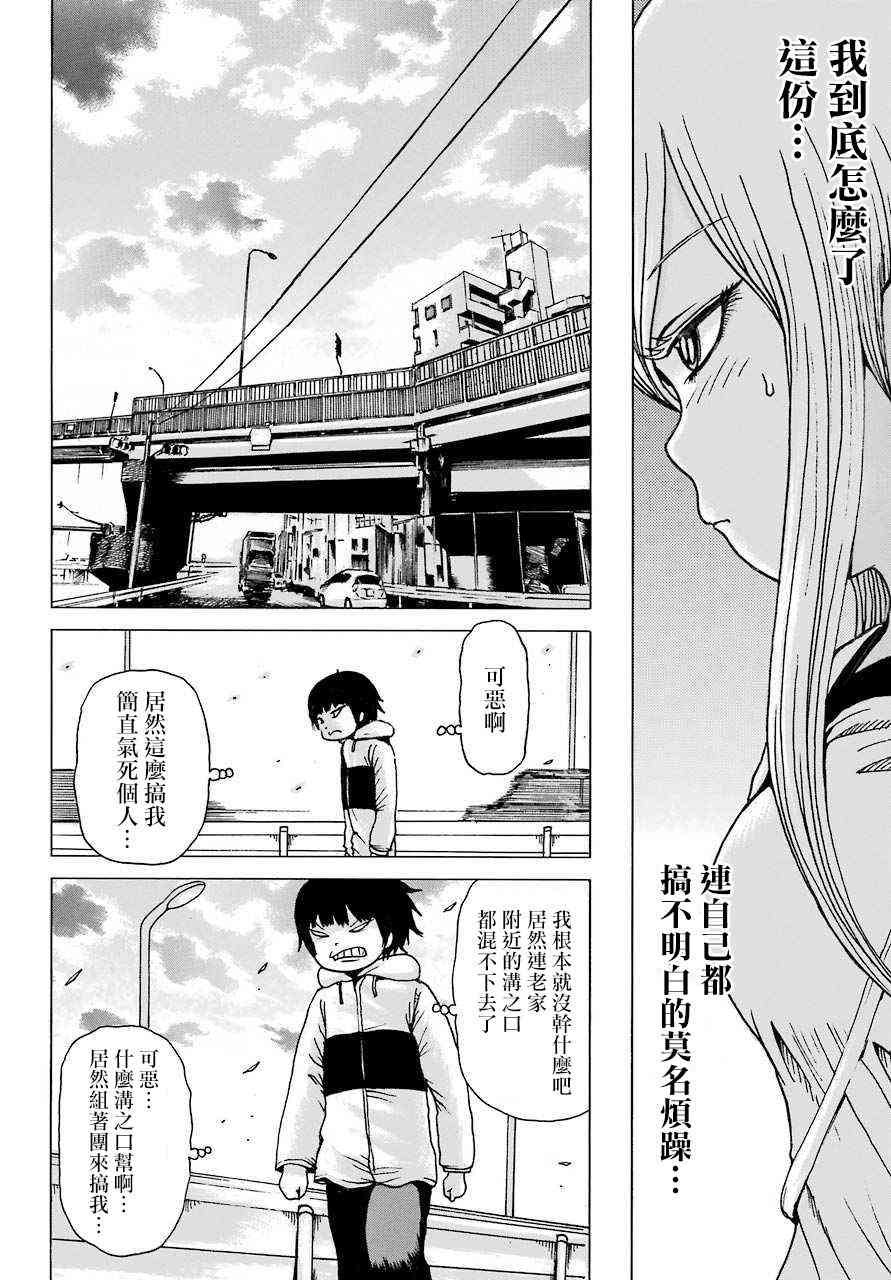 我到底怎麼了
這份…
連自己都
搞不明白的莫名煩躁…
可惡啊
居然這麼搞我
簡直氣死個人…
我根本就沒幹什麼吧
居然連老家
附近的溝之口
都混不下去了
可惡…
什麼溝之口幫啊…
居然組著團來搞我…